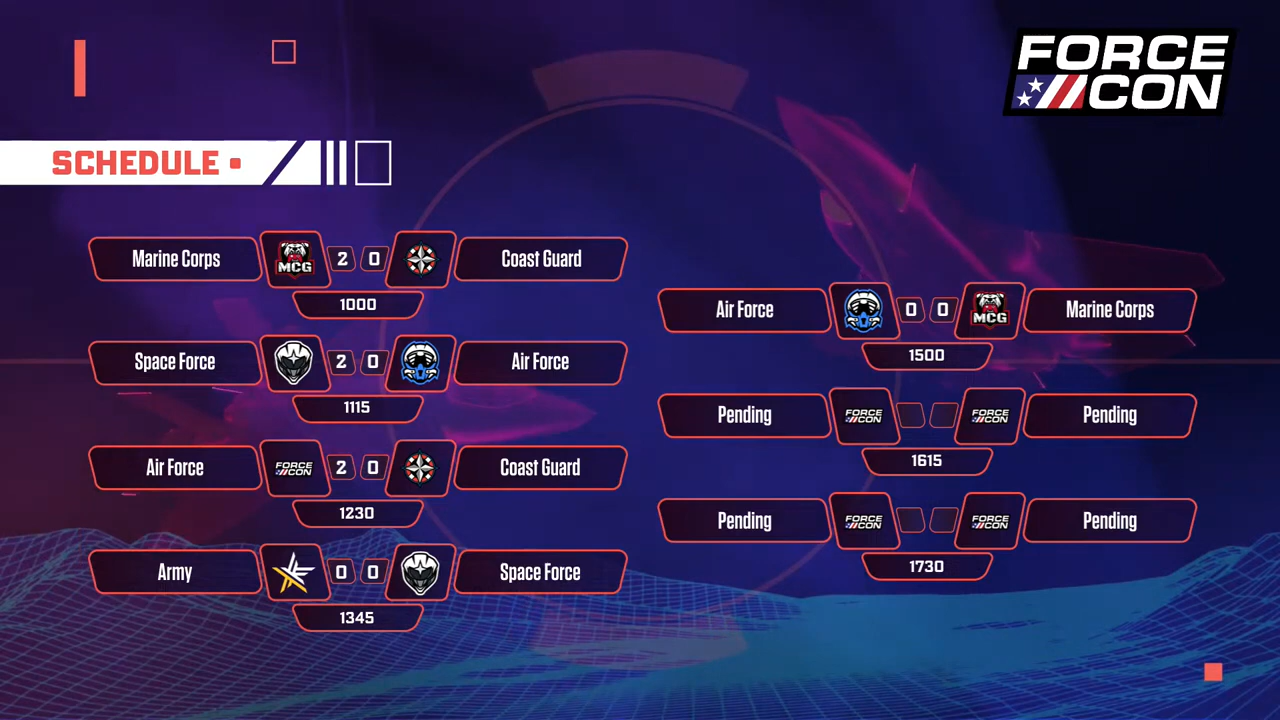 FORCE
CON
SCHEDULE
Marine Corps MCG 2 0 Coast Guard
1000
Space Force 2 0 Air Force
1115
Air Force FORCE CON 2 0 Coast Guard
1230
Army 0 0 Space Force
1345
Air Force 0 0 MCG Marine Corps
1500
Pending FORCE CON FORCE CON Pending
1615
Pending FORCE CON FORCE CON Pending
1730